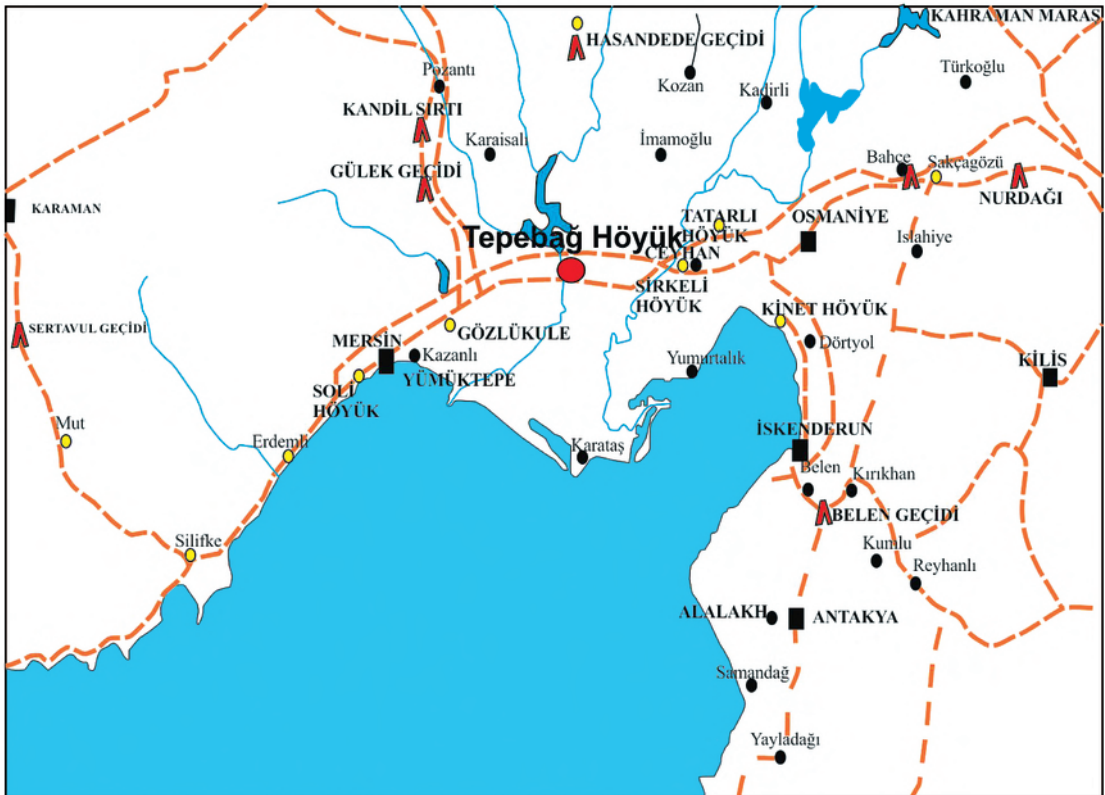 KAHRAMAN MARAŞ
HASANDEDE GEÇİDİ
Pozantı
Kozan
Kadirli
Türkoğlu
KANDİL SIRTI
Karaisalı
İmamoğlu
GÜLEK GEÇİDİ
Bahçe
Sakçagözü
NURDAĞI
KARAMAN
TATARLI
HÖYÜK
OSMANİYE
Tepebağ Höyük
CEYHAN
Islahiye
SİRKELİ
HÖYÜK
SERTAVUL GEÇİDİ
GÖZLÜKULE
KİNET HÖYÜK
MERSİN
Kazanlı
Dörtyol
YÜMÜKTEPE
Yumurtalık
KİLİS
SOLİ
HÖYÜK
Mut
Erdemli
Karataş
İSKENDERUN
Belen
Kırıkhan
BELEN GEÇİDİ
Silifke
Kumlu
Reyhanlı
ALALAKH
ANTAKYA
Samandağ
Yayladağı